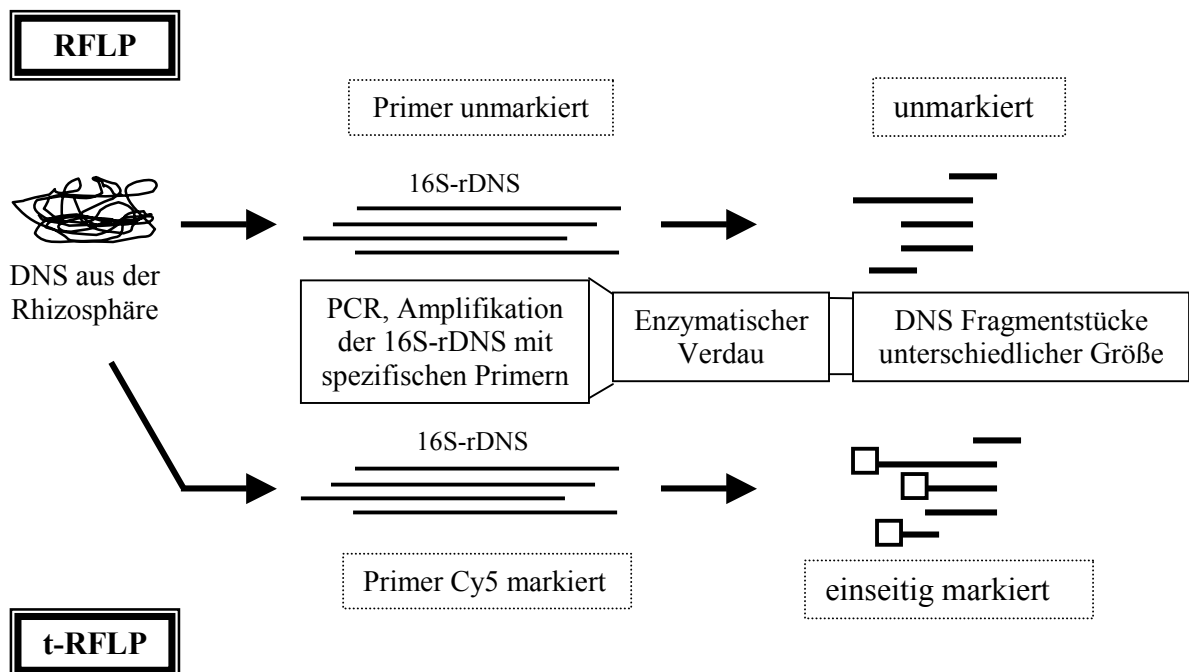 RFLP
Primer unmarkiert
unmarkiert
16S-rDNS
DNS aus der
Rhizosphäre
PCR, Amplifikation
der 16S-rDNS mit
spezifischen Primern
Enzymatischer
Verdau
DNS Fragmentstücke
unterschiedlicher Größe
16S-rDNS
Primer Cy5 markiert
einseitig markiert
t-RFLP